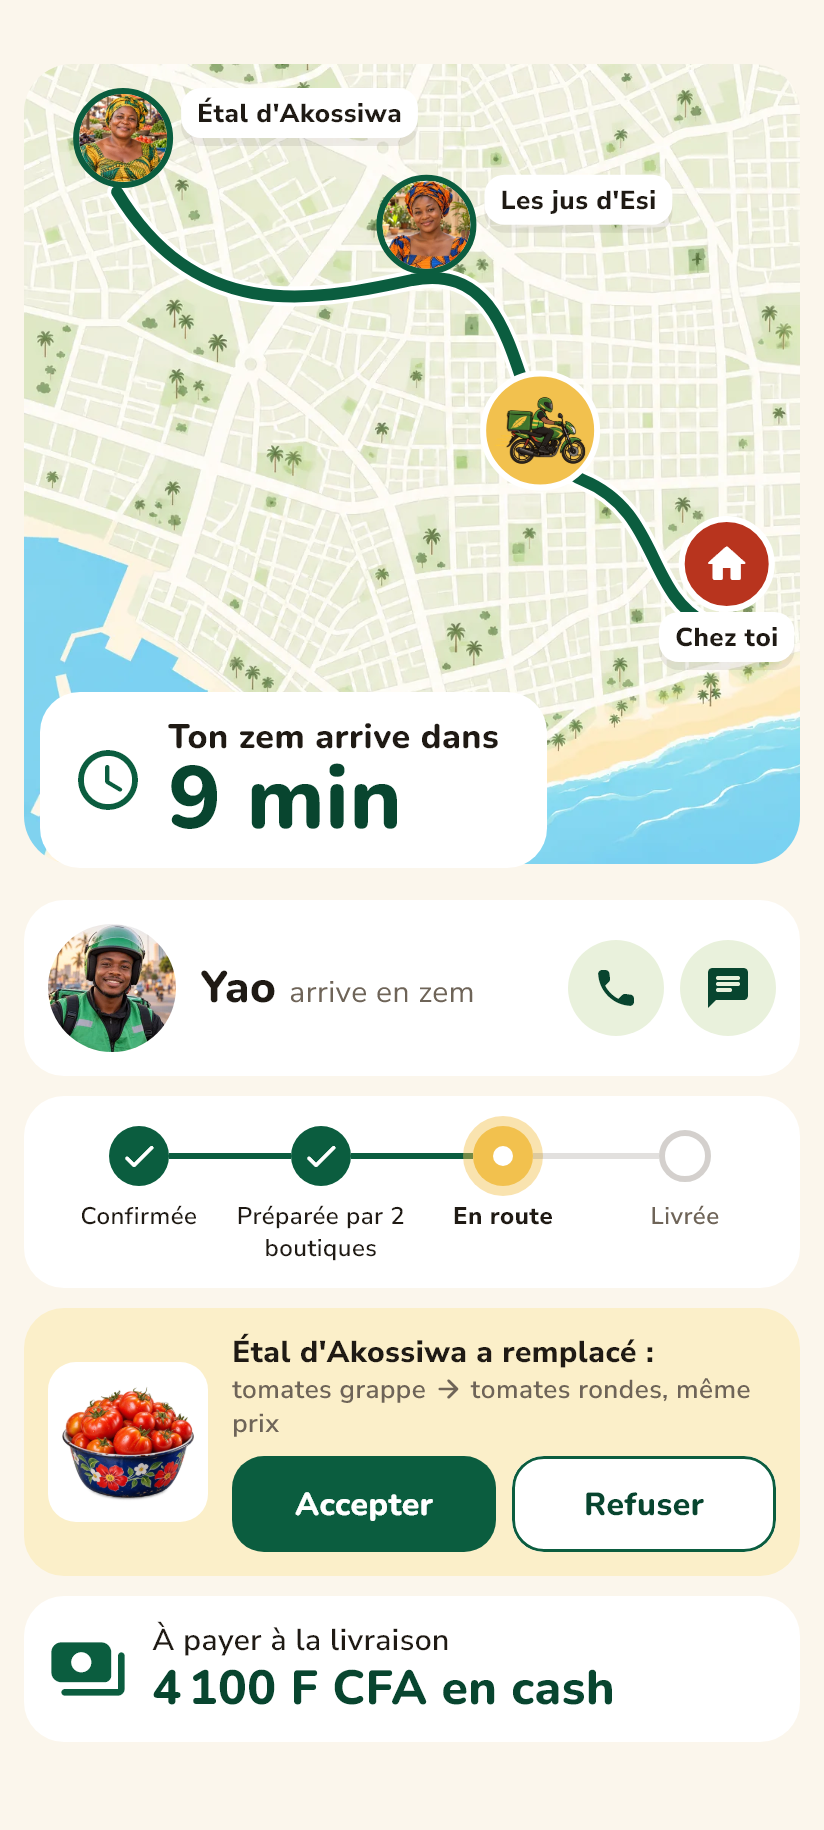 Étal d'Akossiwa
Les jus d'Esi
Chez toi
Ton zem arrive dans
9 min
Yao arrive en zem
Confirmée
Préparée par 2
boutiques
En route
Livrée
Étal d'Akossiwa a remplacé :
tomates grappe → tomates rondes, même
prix
Accepter
Refuser
À payer à la livraison
4 100 F CFA en cash